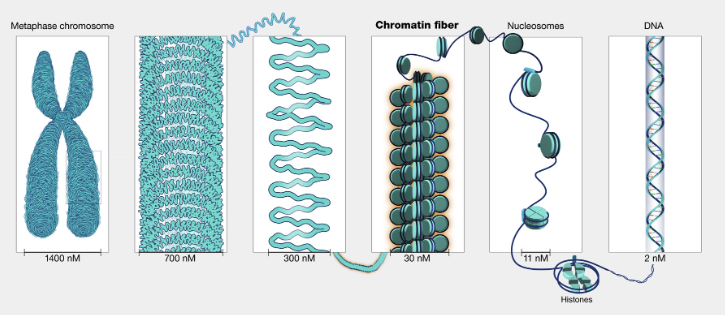 Metaphase chromosome
Chromatin fiber
Nucleosomes
DNA
1400 nM
700 nM
300 nM
30 nM
11 nM
2 nM
Histones